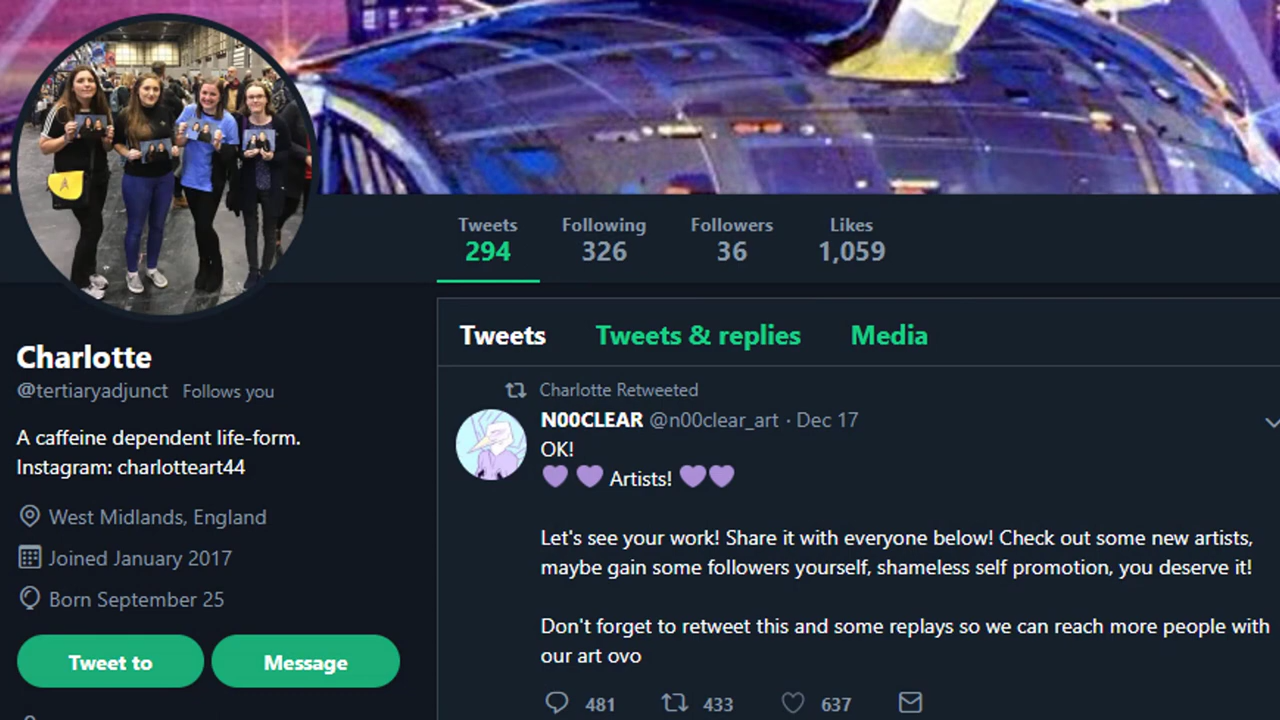 Tweets
294
Following
326
Followers
36
Likes
1,059
Charlotte
@tertiaryadjunct Follows you
A caffeine dependent life-form.
Instagram: charlotteart44
West Midlands, England
Joined January 2017
Born September 25
Tweet to
Message
Tweets Tweets & replies Media
Charlotte Retweeted
N00CLEAR @n00clear_art · Dec 17
OK!
💜 💜 Artists! 💜💜
Let's see your work! Share it with everyone below! Check out some new artists,
maybe gain some followers yourself, shameless self promotion, you deserve it!
Don't forget to retweet this and some replays so we can reach more people with
our art ovo
481 433 637